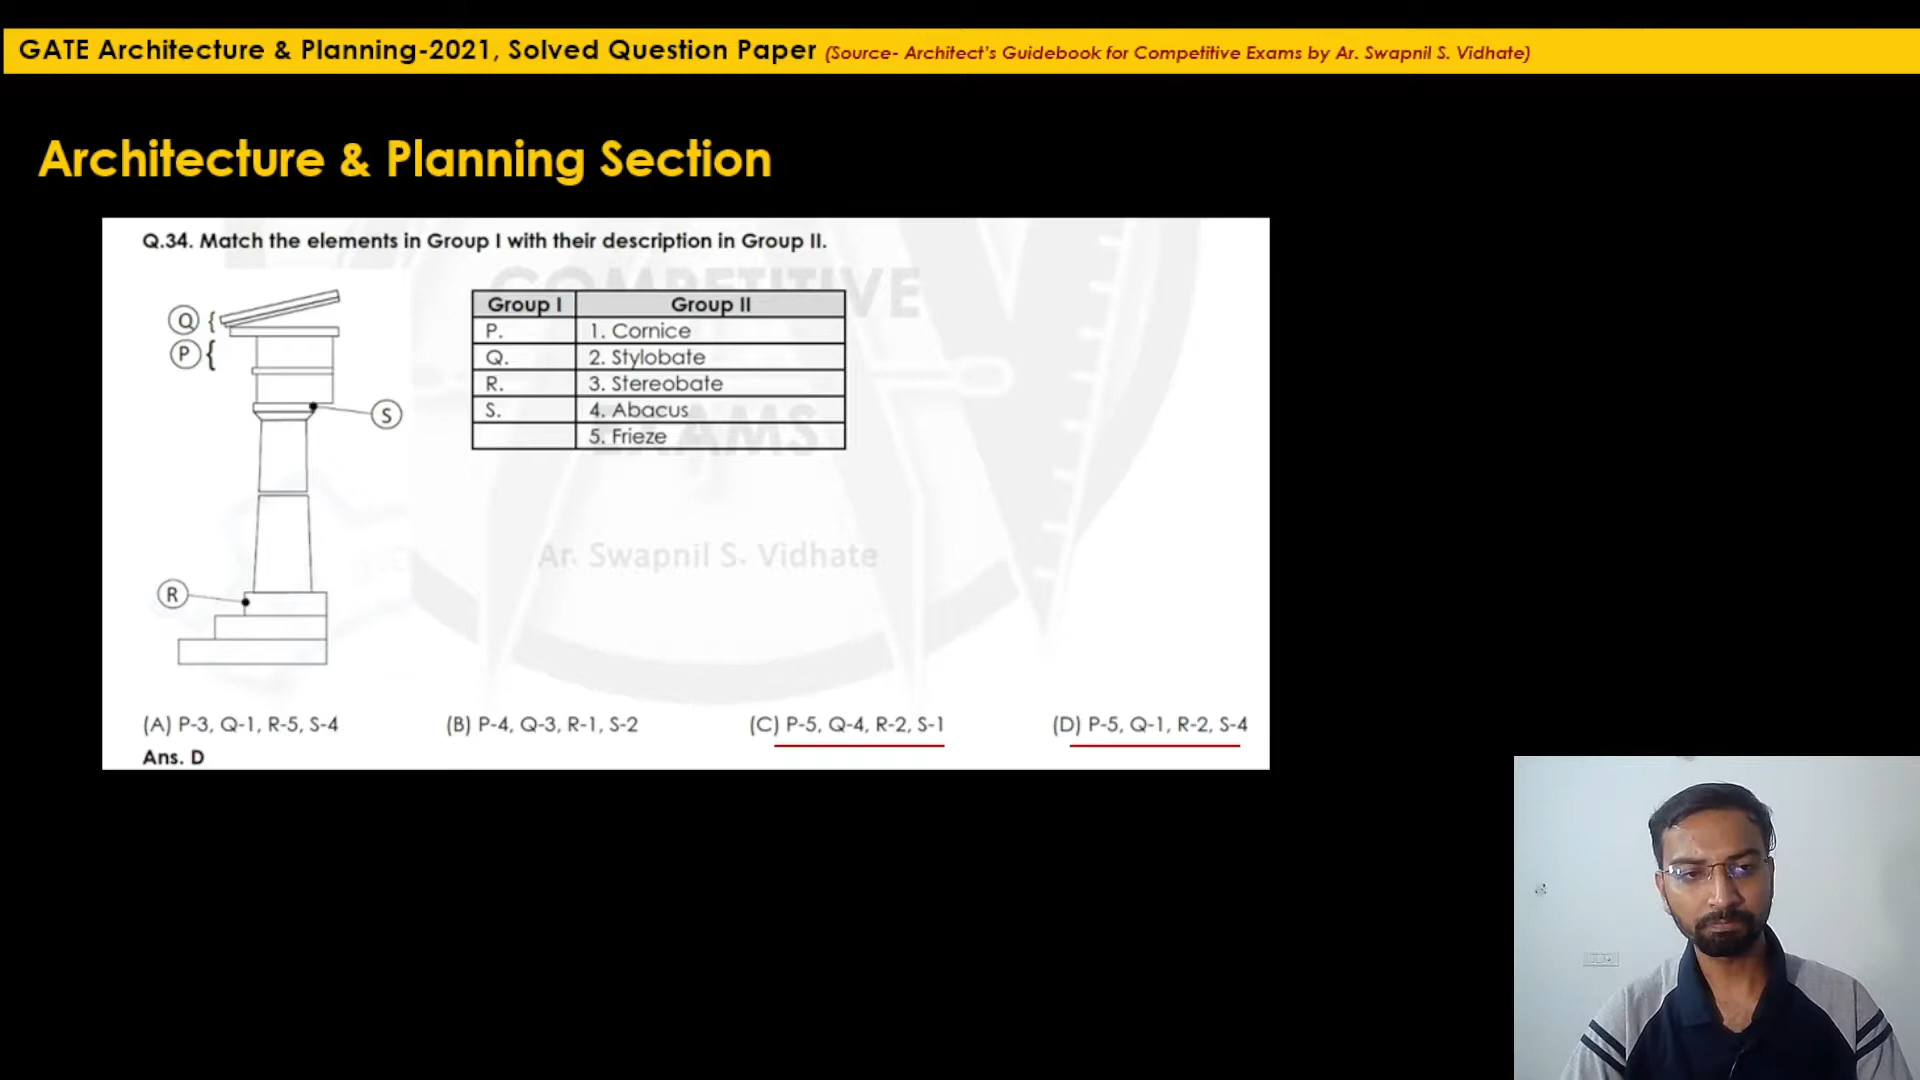 GATE Architecture & Planning-2021, Solved Question Paper (Source- Architect's Guidebook for Competitive Exams by Ar. Swapnil S. Vidhate)
Architecture & Planning Section
Q.34. Match the elements in Group I with their description in Group II.
COMPETITIVE
EXAMS
Ar. Swapnil S. Vidhate
Q
P
S
R
Group I Group II
P. 1. Cornice
Q. 2. Stylobate
R. 3. Stereobate
S. 4. Abacus
5. Frieze
(A) P-3, Q-1, R-5, S-4 (B) P-4, Q-3, R-1, S-2 (C) P-5, Q-4, R-2, S-1 (D) P-5, Q-1, R-2, S-4
Ans. D